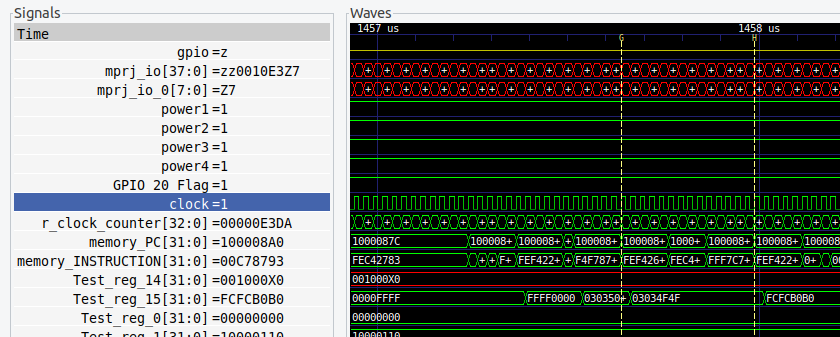 Signals
Waves
Time
1457 us
1458 us
G
H
gpio=z
mprj_io[37:0]=zz0010E3Z7
mprj_io_0[7:0]=Z7
power1=1
power2=1
power3=1
power4=1
GPIO 20 Flag=1
clock=1
r_clock_counter[32:0]=00000E3DA
memory_PC[31:0]=100008A0
1000087C 100008+ 100008+ + 100008+ 100008+ 1000+ 100008+ 100008+ 100008
memory_INSTRUCTION[31:0]=00C78793
FEC42783 + + F+ FEF422+ + F4F787+ FEF426+ FEC4+ FFF7C7+ FEF422+ 0+
Test_reg_14[31:0]=001000X0
001000X0
Test_reg_15[31:0]=FCFCB0B0
0000FFFF FFFF0000 030350+ 03034F4F FCFCB0B0
Test_reg_0[31:0]=00000000
00000000
Test_reg_1[31:0]=10000110
10000110